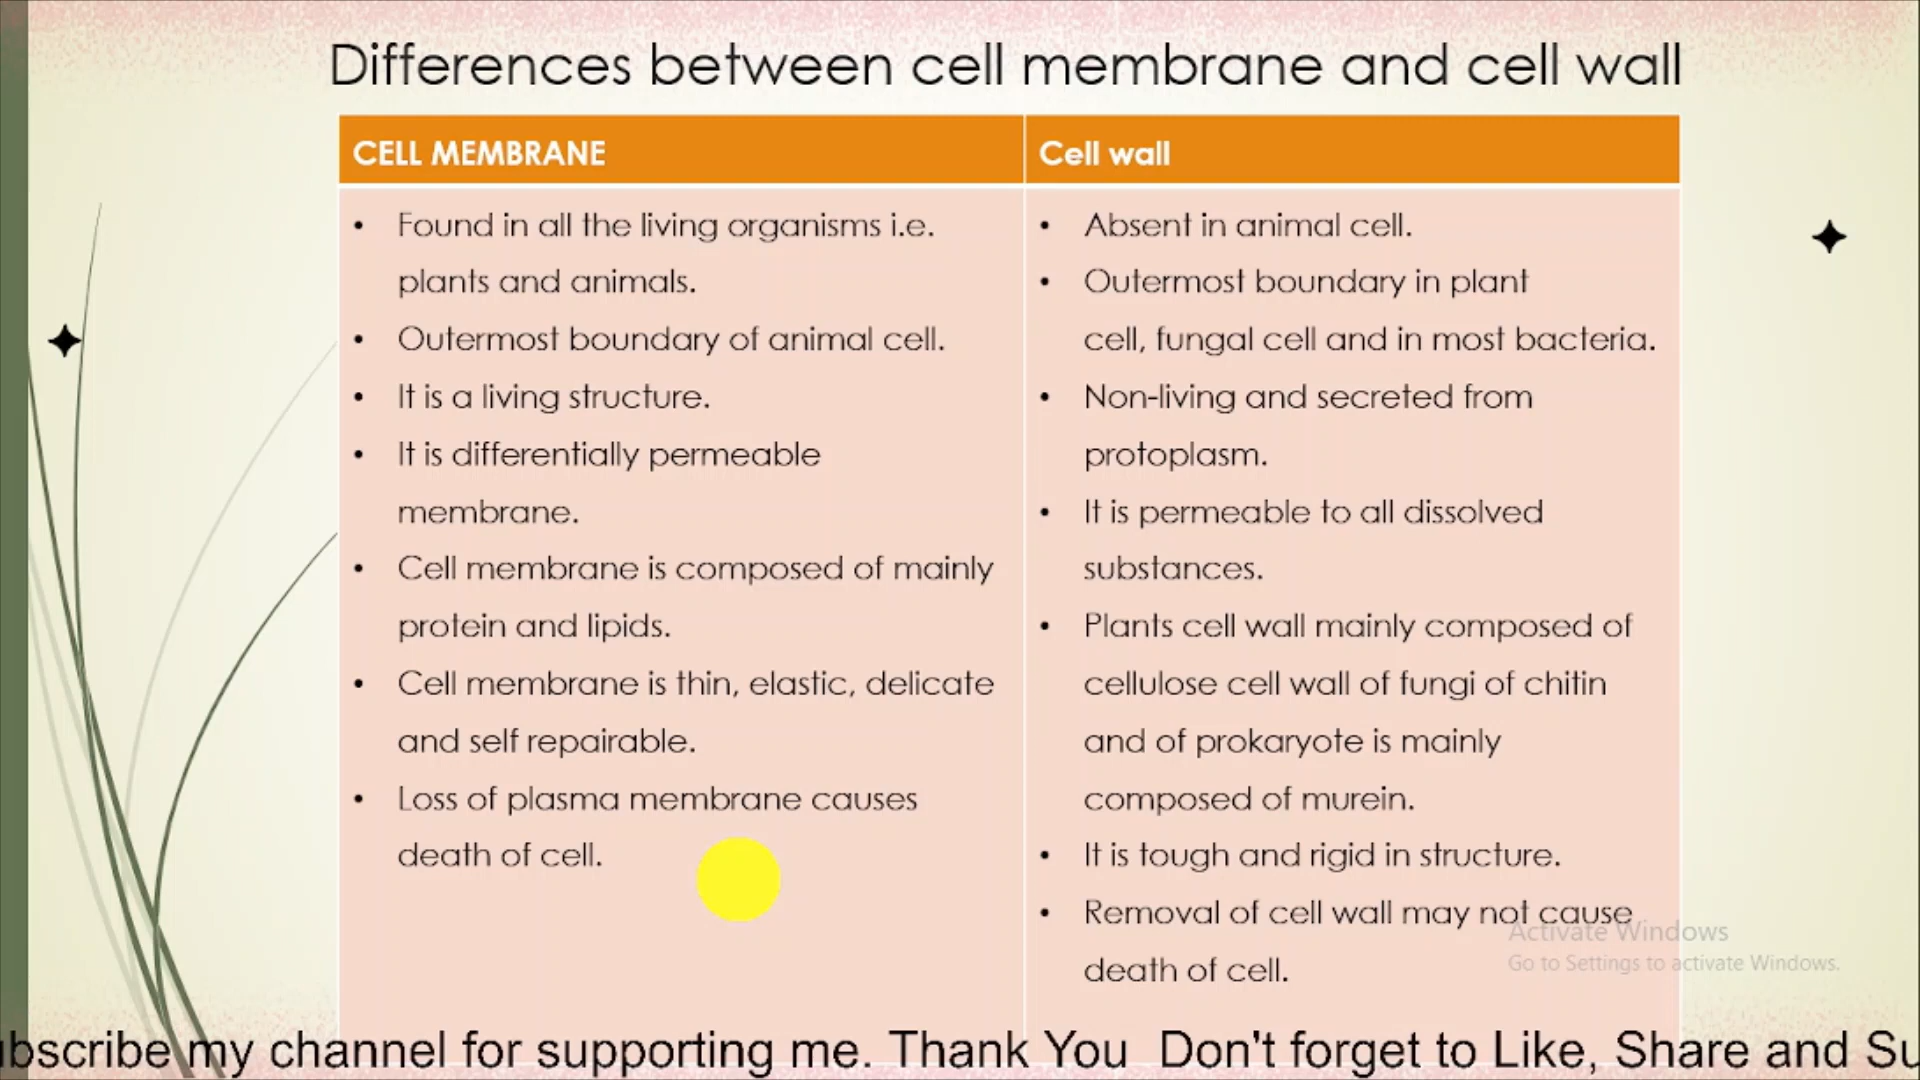 Differences between cell membrane and cell wall
CELL MEMBRANE
• Found in all the living organisms i.e.
plants and animals.
• Outermost boundary of animal cell.
• It is a living structure.
• It is differentially permeable
membrane.
• Cell membrane is composed of mainly
protein and lipids.
• Cell membrane is thin, elastic, delicate
and self repairable.
• Loss of plasma membrane causes
death of cell.
Cell wall
• Absent in animal cell.
• Outermost boundary in plant
cell, fungal cell and in most bacteria.
• Non-living and secreted from
protoplasm.
• It is permeable to all dissolved
substances.
• Plants cell wall mainly composed of
cellulose cell wall of fungi of chitin
and of prokaryote is mainly
composed of murein.
• It is tough and rigid in structure.
• Removal of cell wall may not cause
death of cell.
Activate Windows
Go to Settings to activate Windows.
ubscribe my channel for supporting me. Thank You Don't forget to Like, Share and Su